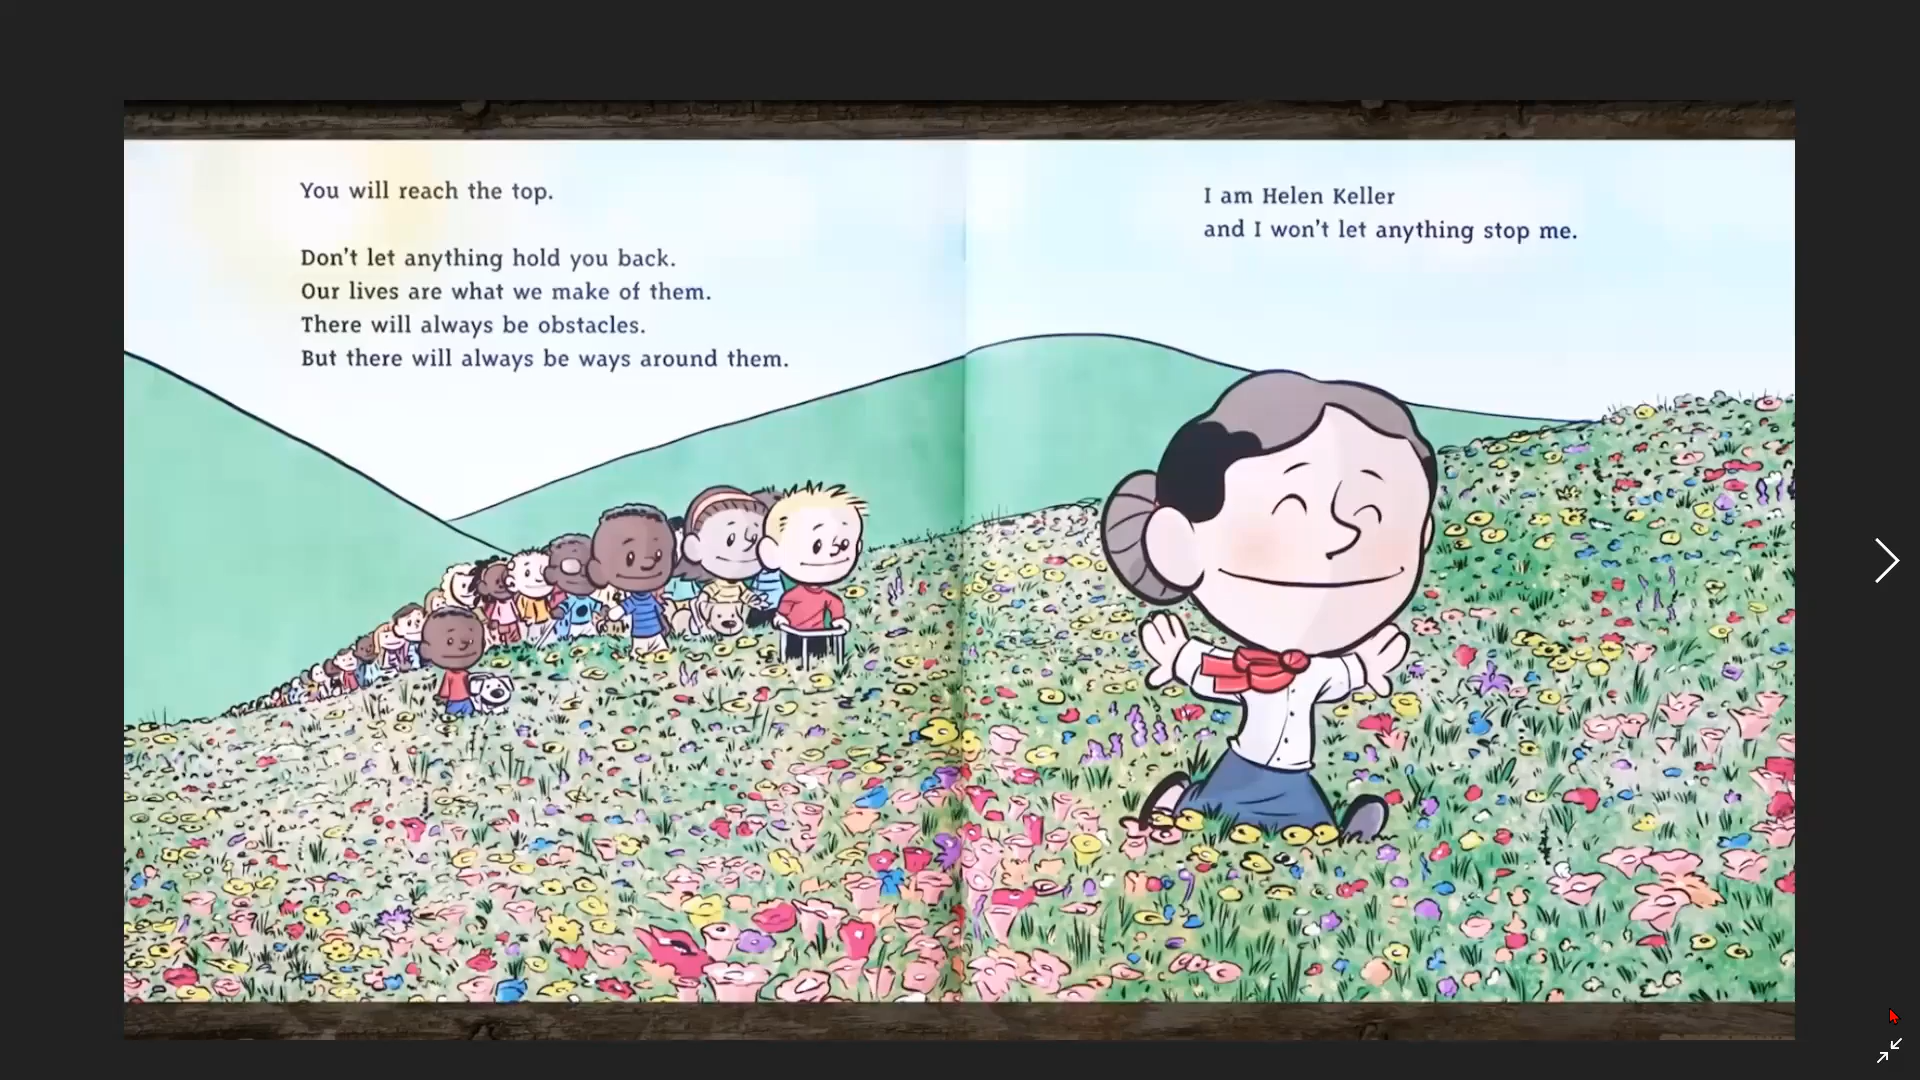 You will reach the top.
Don't let anything hold you back.
Our lives are what we make of them.
There will always be obstacles.
But there will always be ways around them.
I am Helen Keller
and I won't let anything stop me.